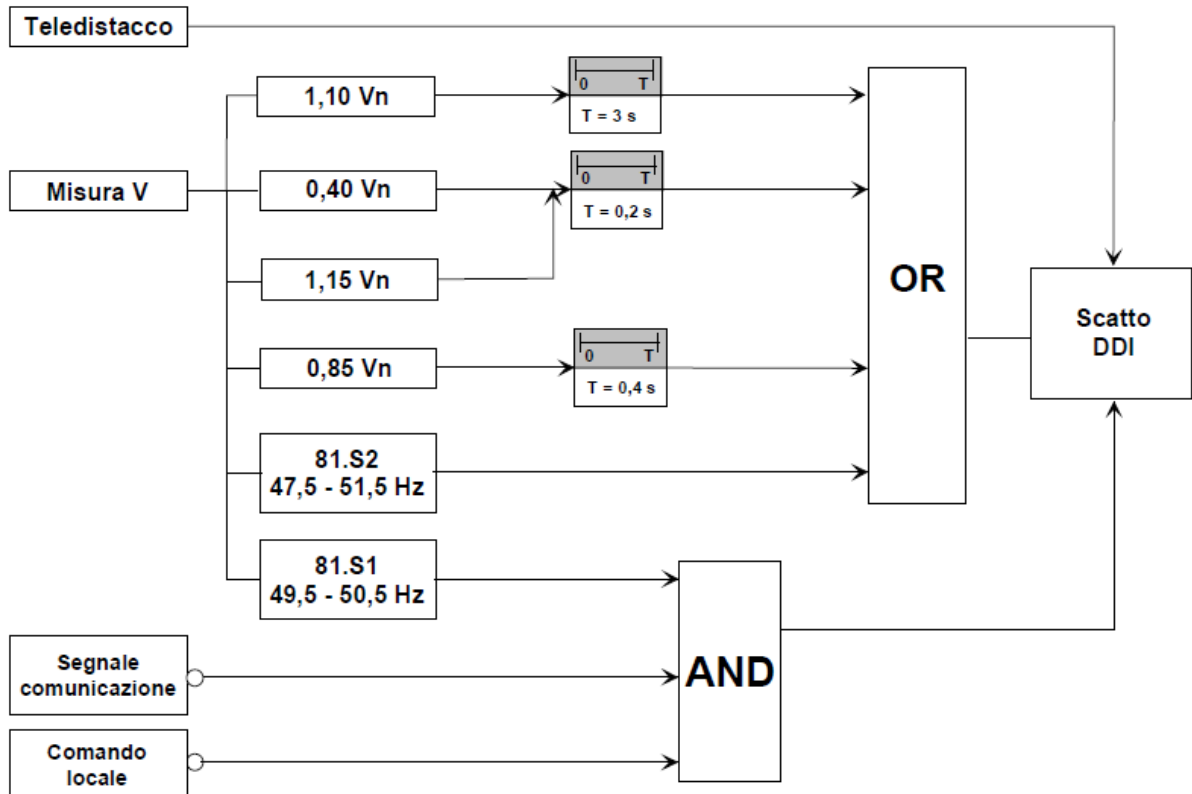 Teledistacco
1,10 Vn
0 T
T = 3 s
Misura V
0,40 Vn
0 T
T = 0,2 s
1,15 Vn
OR
Scatto
DDI
0,85 Vn
0 T
T = 0,4 s
81.S2
47,5 - 51,5 Hz
81.S1
49,5 - 50,5 Hz
Segnale
comunicazione
AND
Comando
locale